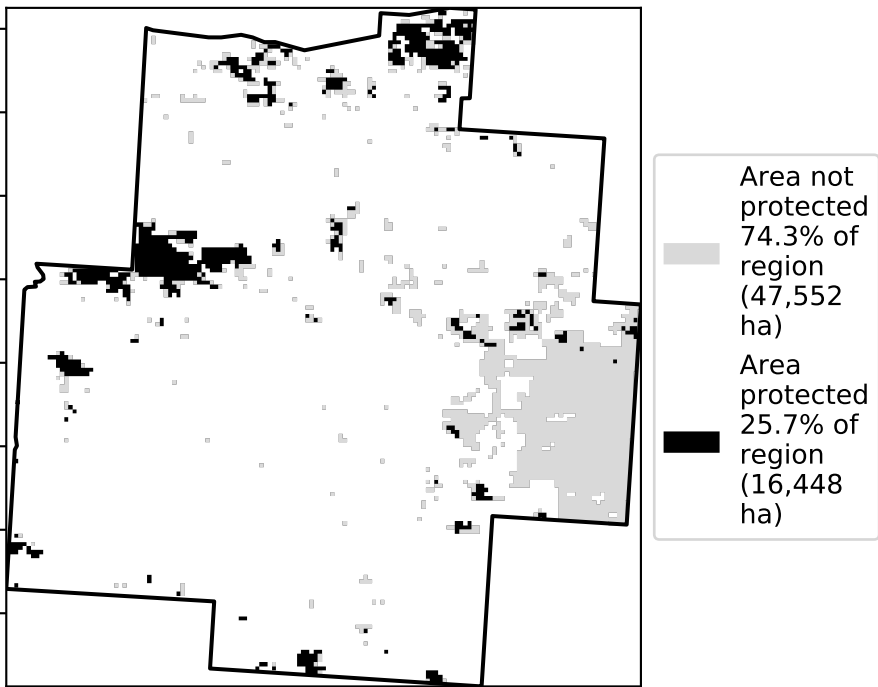 Area not
protected
74.3% of
region
(47,552
ha)
Area
protected
25.7% of
region
(16,448
ha)